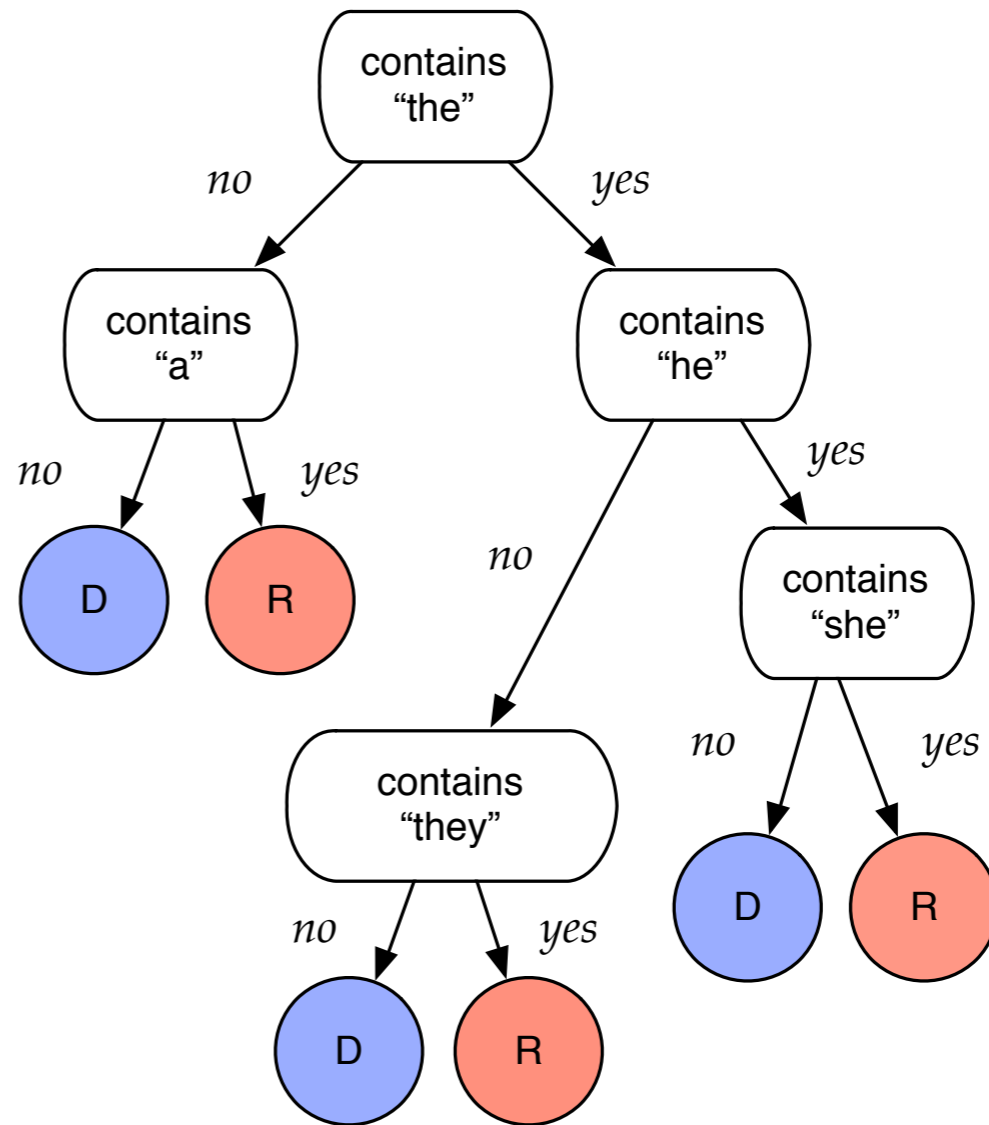 contains
“the”
no
yes
contains
“a”
contains
“he”
no
yes
no
yes
D
R
contains
“she”
contains
“they”
no
yes
no
yes
D
R
D
R